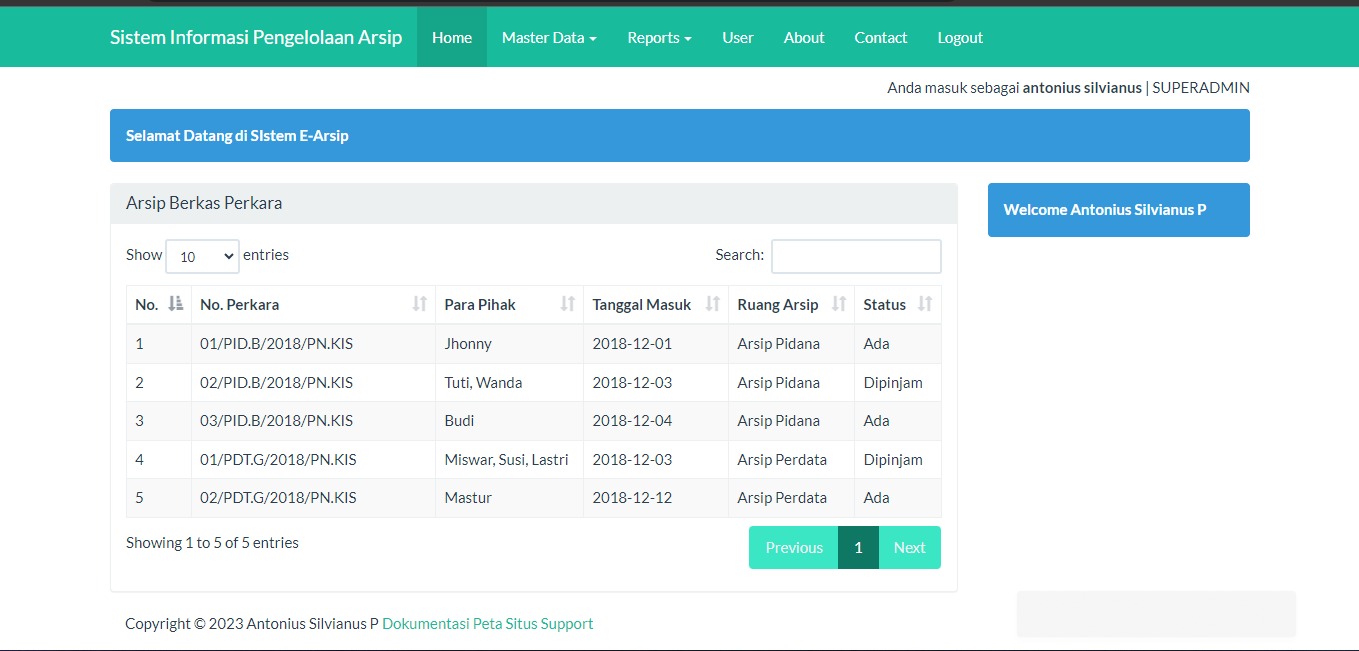 Sistem Informasi Pengelolaan Arsip Home Master Data Reports User About Contact Logout
Anda masuk sebagai antonius silvianus | SUPERADMIN
Selamat Datang di SIstem E-Arsip
Arsip Berkas Perkara
Welcome Antonius Silvianus P
Show 10 entries Search:
No. No. Perkara Para Pihak Tanggal Masuk Ruang Arsip Status
1 01/PID.B/2018/PN.KIS Jhonny 2018-12-01 Arsip Pidana Ada
2 02/PID.B/2018/PN.KIS Tuti, Wanda 2018-12-03 Arsip Pidana Dipinjam
3 03/PID.B/2018/PN.KIS Budi 2018-12-04 Arsip Pidana Ada
4 01/PDT.G/2018/PN.KIS Miswar, Susi, Lastri 2018-12-03 Arsip Perdata Dipinjam
5 02/PDT.G/2018/PN.KIS Mastur 2018-12-12 Arsip Perdata Ada
Showing 1 to 5 of 5 entries Previous 1 Next
Copyright © 2023 Antonius Silvianus P Dokumentasi Peta Situs Support